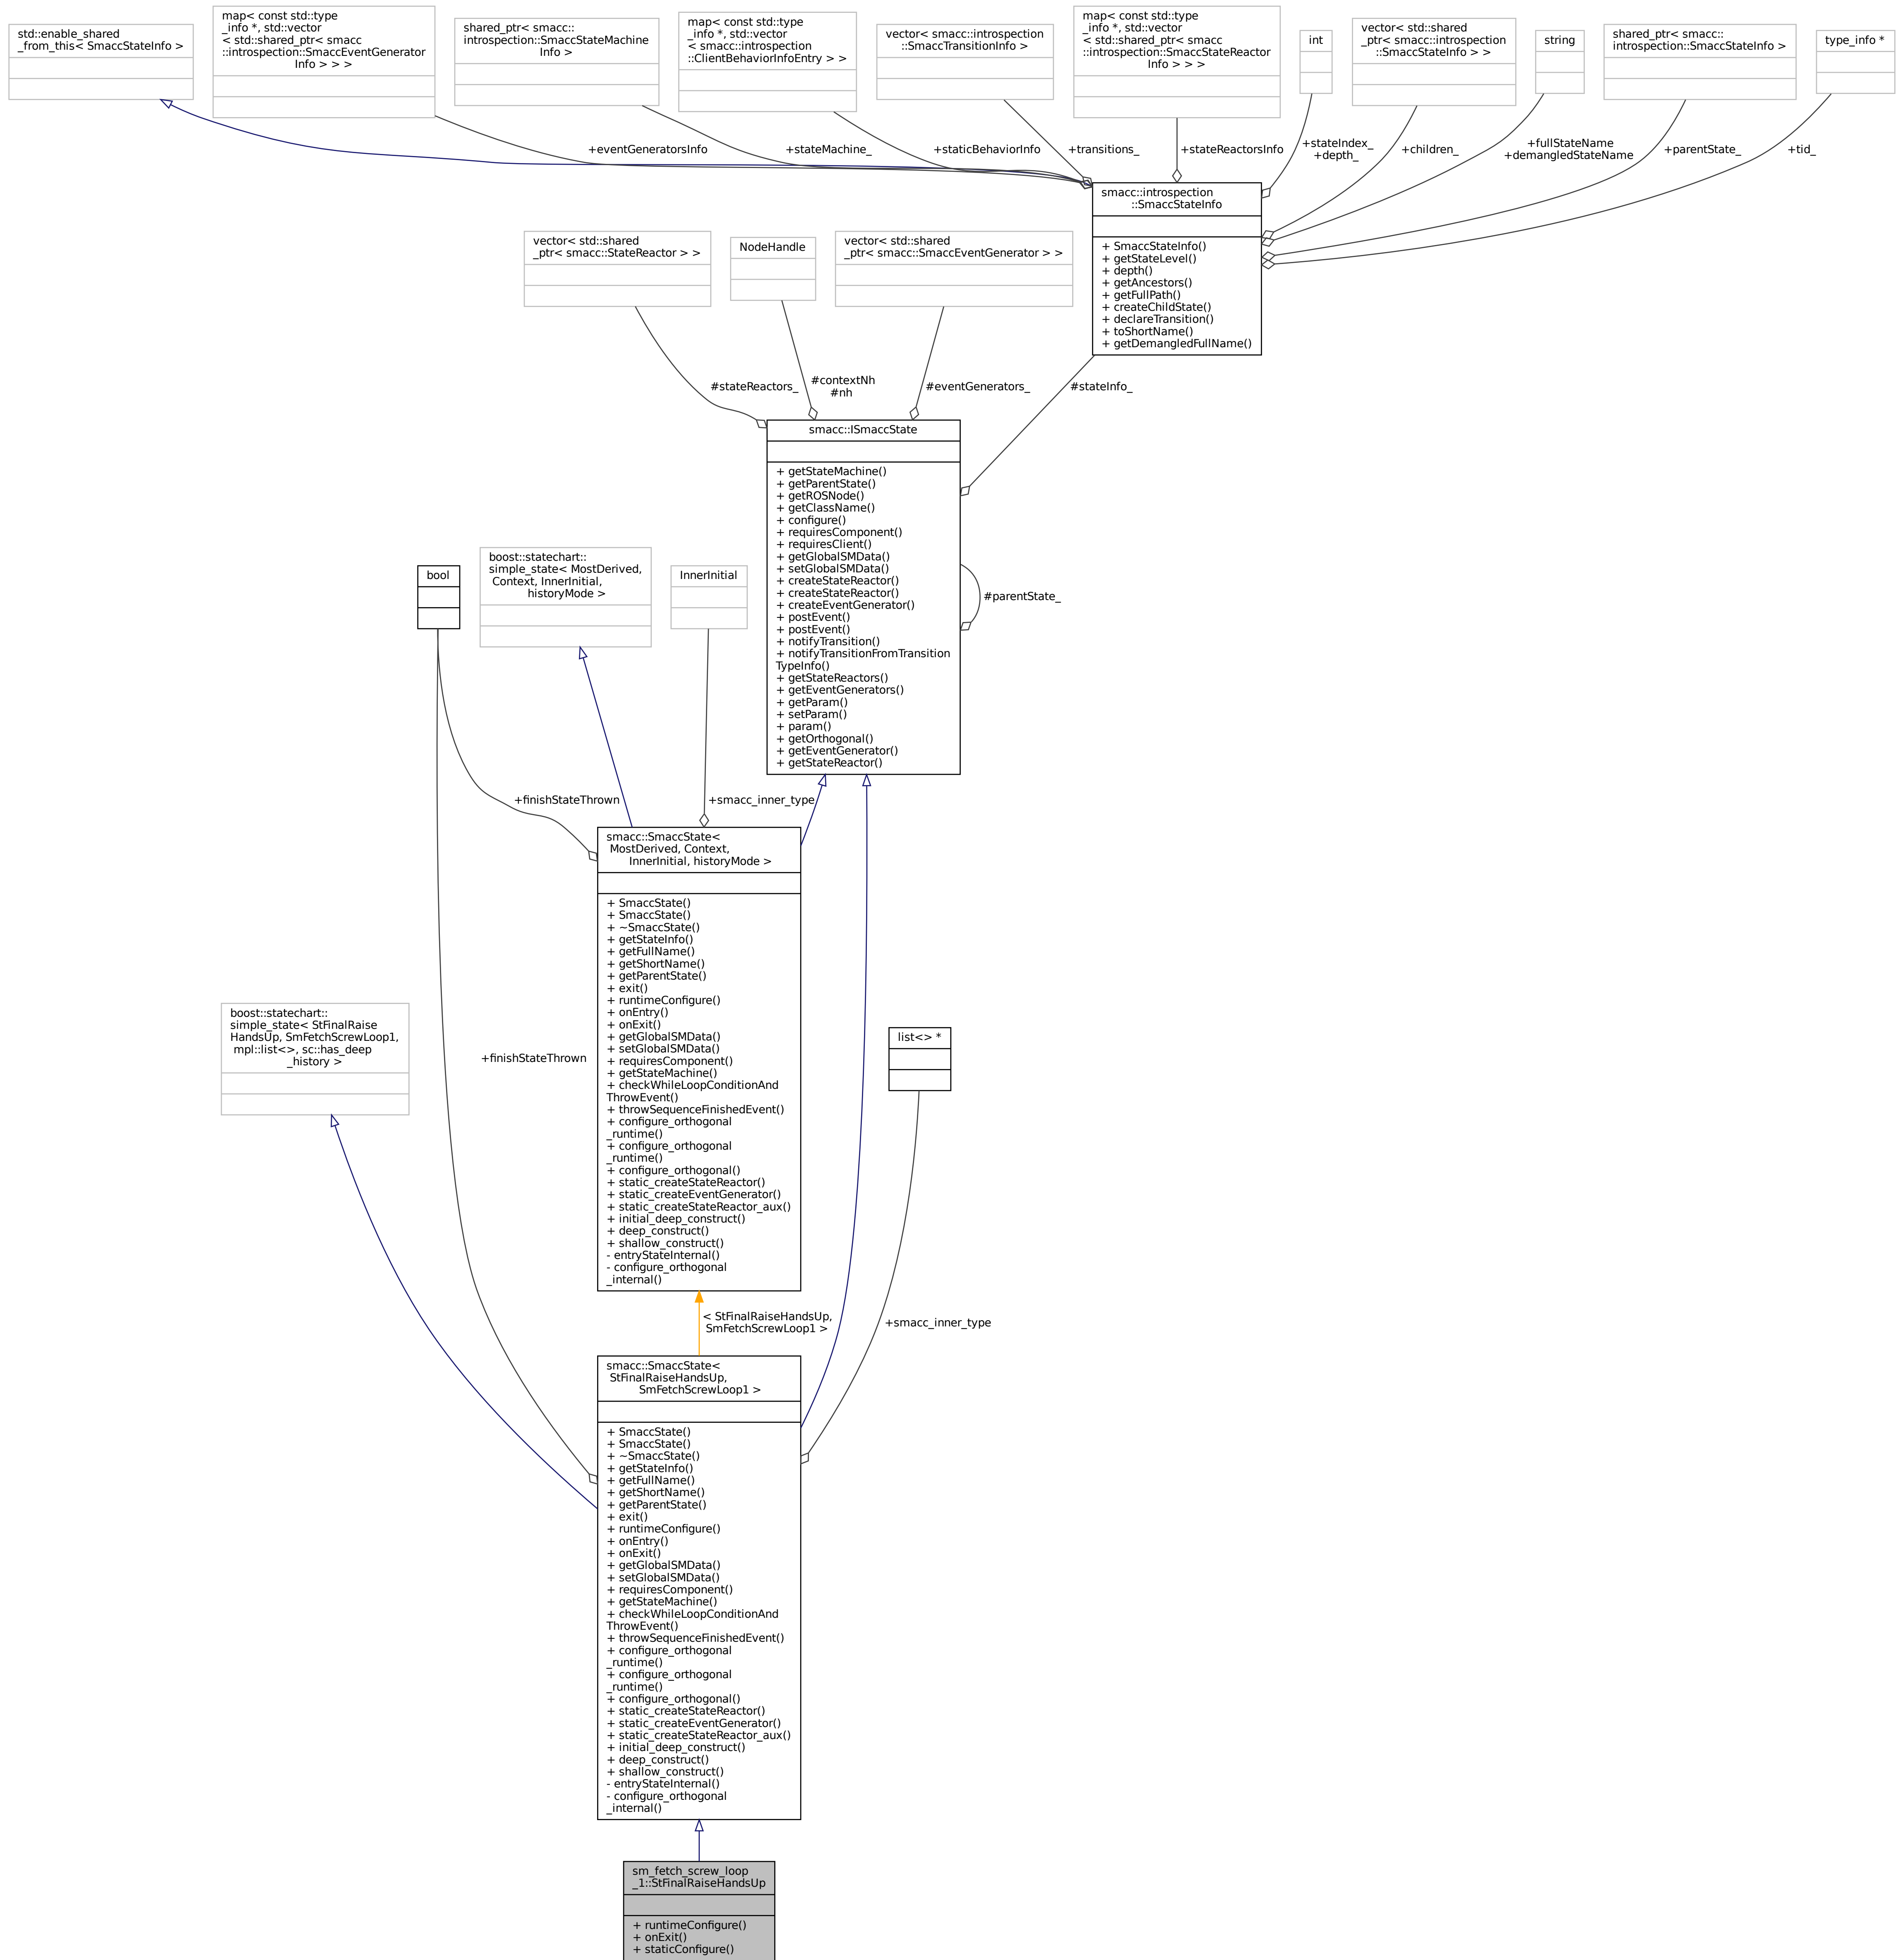 std::enable_shared
_from_this< SmaccStateInfo >
map< const std::type
_info *, std::vector
< std::shared_ptr< smacc
::introspection::SmaccEventGenerator
Info > > >
shared_ptr< smacc::
introspection::SmaccStateMachine
Info >
map< const std::type
_info *, std::vector
< smacc::introspection
::ClientBehaviorInfoEntry > >
vector< smacc::introspection
::SmaccTransitionInfo >
map< const std::type
_info *, std::vector
< std::shared_ptr< smacc
::introspection::SmaccStateReactor
Info > > >
int
vector< std::shared
_ptr< smacc::introspection
::SmaccStateInfo > >
string
shared_ptr< smacc::
introspection::SmaccStateInfo >
type_info *
+eventGeneratorsInfo
+stateMachine_
+staticBehaviorInfo
+transitions_
+stateReactorsInfo
+stateIndex_
+depth_
+children_
+fullStateName
+demangledStateName
+parentState_
+tid_
smacc::introspection
::SmaccStateInfo
+ SmaccStateInfo()
+ getStateLevel()
+ depth()
+ getAncestors()
+ getFullPath()
+ createChildState()
+ declareTransition()
+ toShortName()
+ getDemangledFullName()
vector< std::shared
_ptr< smacc::StateReactor > >
NodeHandle
vector< std::shared
_ptr< smacc::SmaccEventGenerator > >
#stateReactors_
#contextNh
#nh
#eventGenerators_
#stateInfo_
smacc::ISmaccState
+ getStateMachine()
+ getParentState()
+ getROSNode()
+ getClassName()
+ configure()
+ requiresComponent()
+ requiresClient()
+ getGlobalSMData()
+ setGlobalSMData()
+ createStateReactor()
+ createStateReactor()
+ createEventGenerator()
+ postEvent()
+ postEvent()
+ notifyTransition()
+ notifyTransitionFromTransition
TypeInfo()
+ getStateReactors()
+ getEventGenerators()
+ getParam()
+ setParam()
+ param()
+ getOrthogonal()
+ getEventGenerator()
+ getStateReactor()
#parentState_
bool
boost::statechart::
simple_state< MostDerived,
Context, InnerInitial,
historyMode >
InnerInitial
+finishStateThrown
+smacc_inner_type
smacc::SmaccState<
MostDerived, Context,
InnerInitial, historyMode >
+ SmaccState()
+ SmaccState()
+ ~SmaccState()
+ getStateInfo()
+ getFullName()
+ getShortName()
+ getParentState()
+ exit()
+ runtimeConfigure()
+ onEntry()
+ onExit()
+ getGlobalSMData()
+ setGlobalSMData()
+ requiresComponent()
+ getStateMachine()
+ checkWhileLoopConditionAnd
ThrowEvent()
+ throwSequenceFinishedEvent()
+ configure_orthogonal
_runtime()
+ configure_orthogonal
_runtime()
+ configure_orthogonal()
+ static_createStateReactor()
+ static_createEventGenerator()
+ static_createStateReactor_aux()
+ initial_deep_construct()
+ deep_construct()
+ shallow_construct()
- entryStateInternal()
- configure_orthogonal
_internal()
boost::statechart::
simple_state< StFinalRaise
HandsUp, SmFetchScrewLoop1,
mpl::list<>, sc::has_deep
_history >
+finishStateThrown
list<> *
< StFinalRaiseHandsUp,
SmFetchScrewLoop1 >
+smacc_inner_type
smacc::SmaccState<
StFinalRaiseHandsUp,
SmFetchScrewLoop1 >
+ SmaccState()
+ SmaccState()
+ ~SmaccState()
+ getStateInfo()
+ getFullName()
+ getShortName()
+ getParentState()
+ exit()
+ runtimeConfigure()
+ onEntry()
+ onExit()
+ getGlobalSMData()
+ setGlobalSMData()
+ requiresComponent()
+ getStateMachine()
+ checkWhileLoopConditionAnd
ThrowEvent()
+ throwSequenceFinishedEvent()
+ configure_orthogonal
_runtime()
+ configure_orthogonal
_runtime()
+ configure_orthogonal()
+ static_createStateReactor()
+ static_createEventGenerator()
+ static_createStateReactor_aux()
+ initial_deep_construct()
+ deep_construct()
+ shallow_construct()
- entryStateInternal()
- configure_orthogonal
_internal()
sm_fetch_screw_loop
_1::StFinalRaiseHandsUp
+ runtimeConfigure()
+ onExit()
+ staticConfigure()